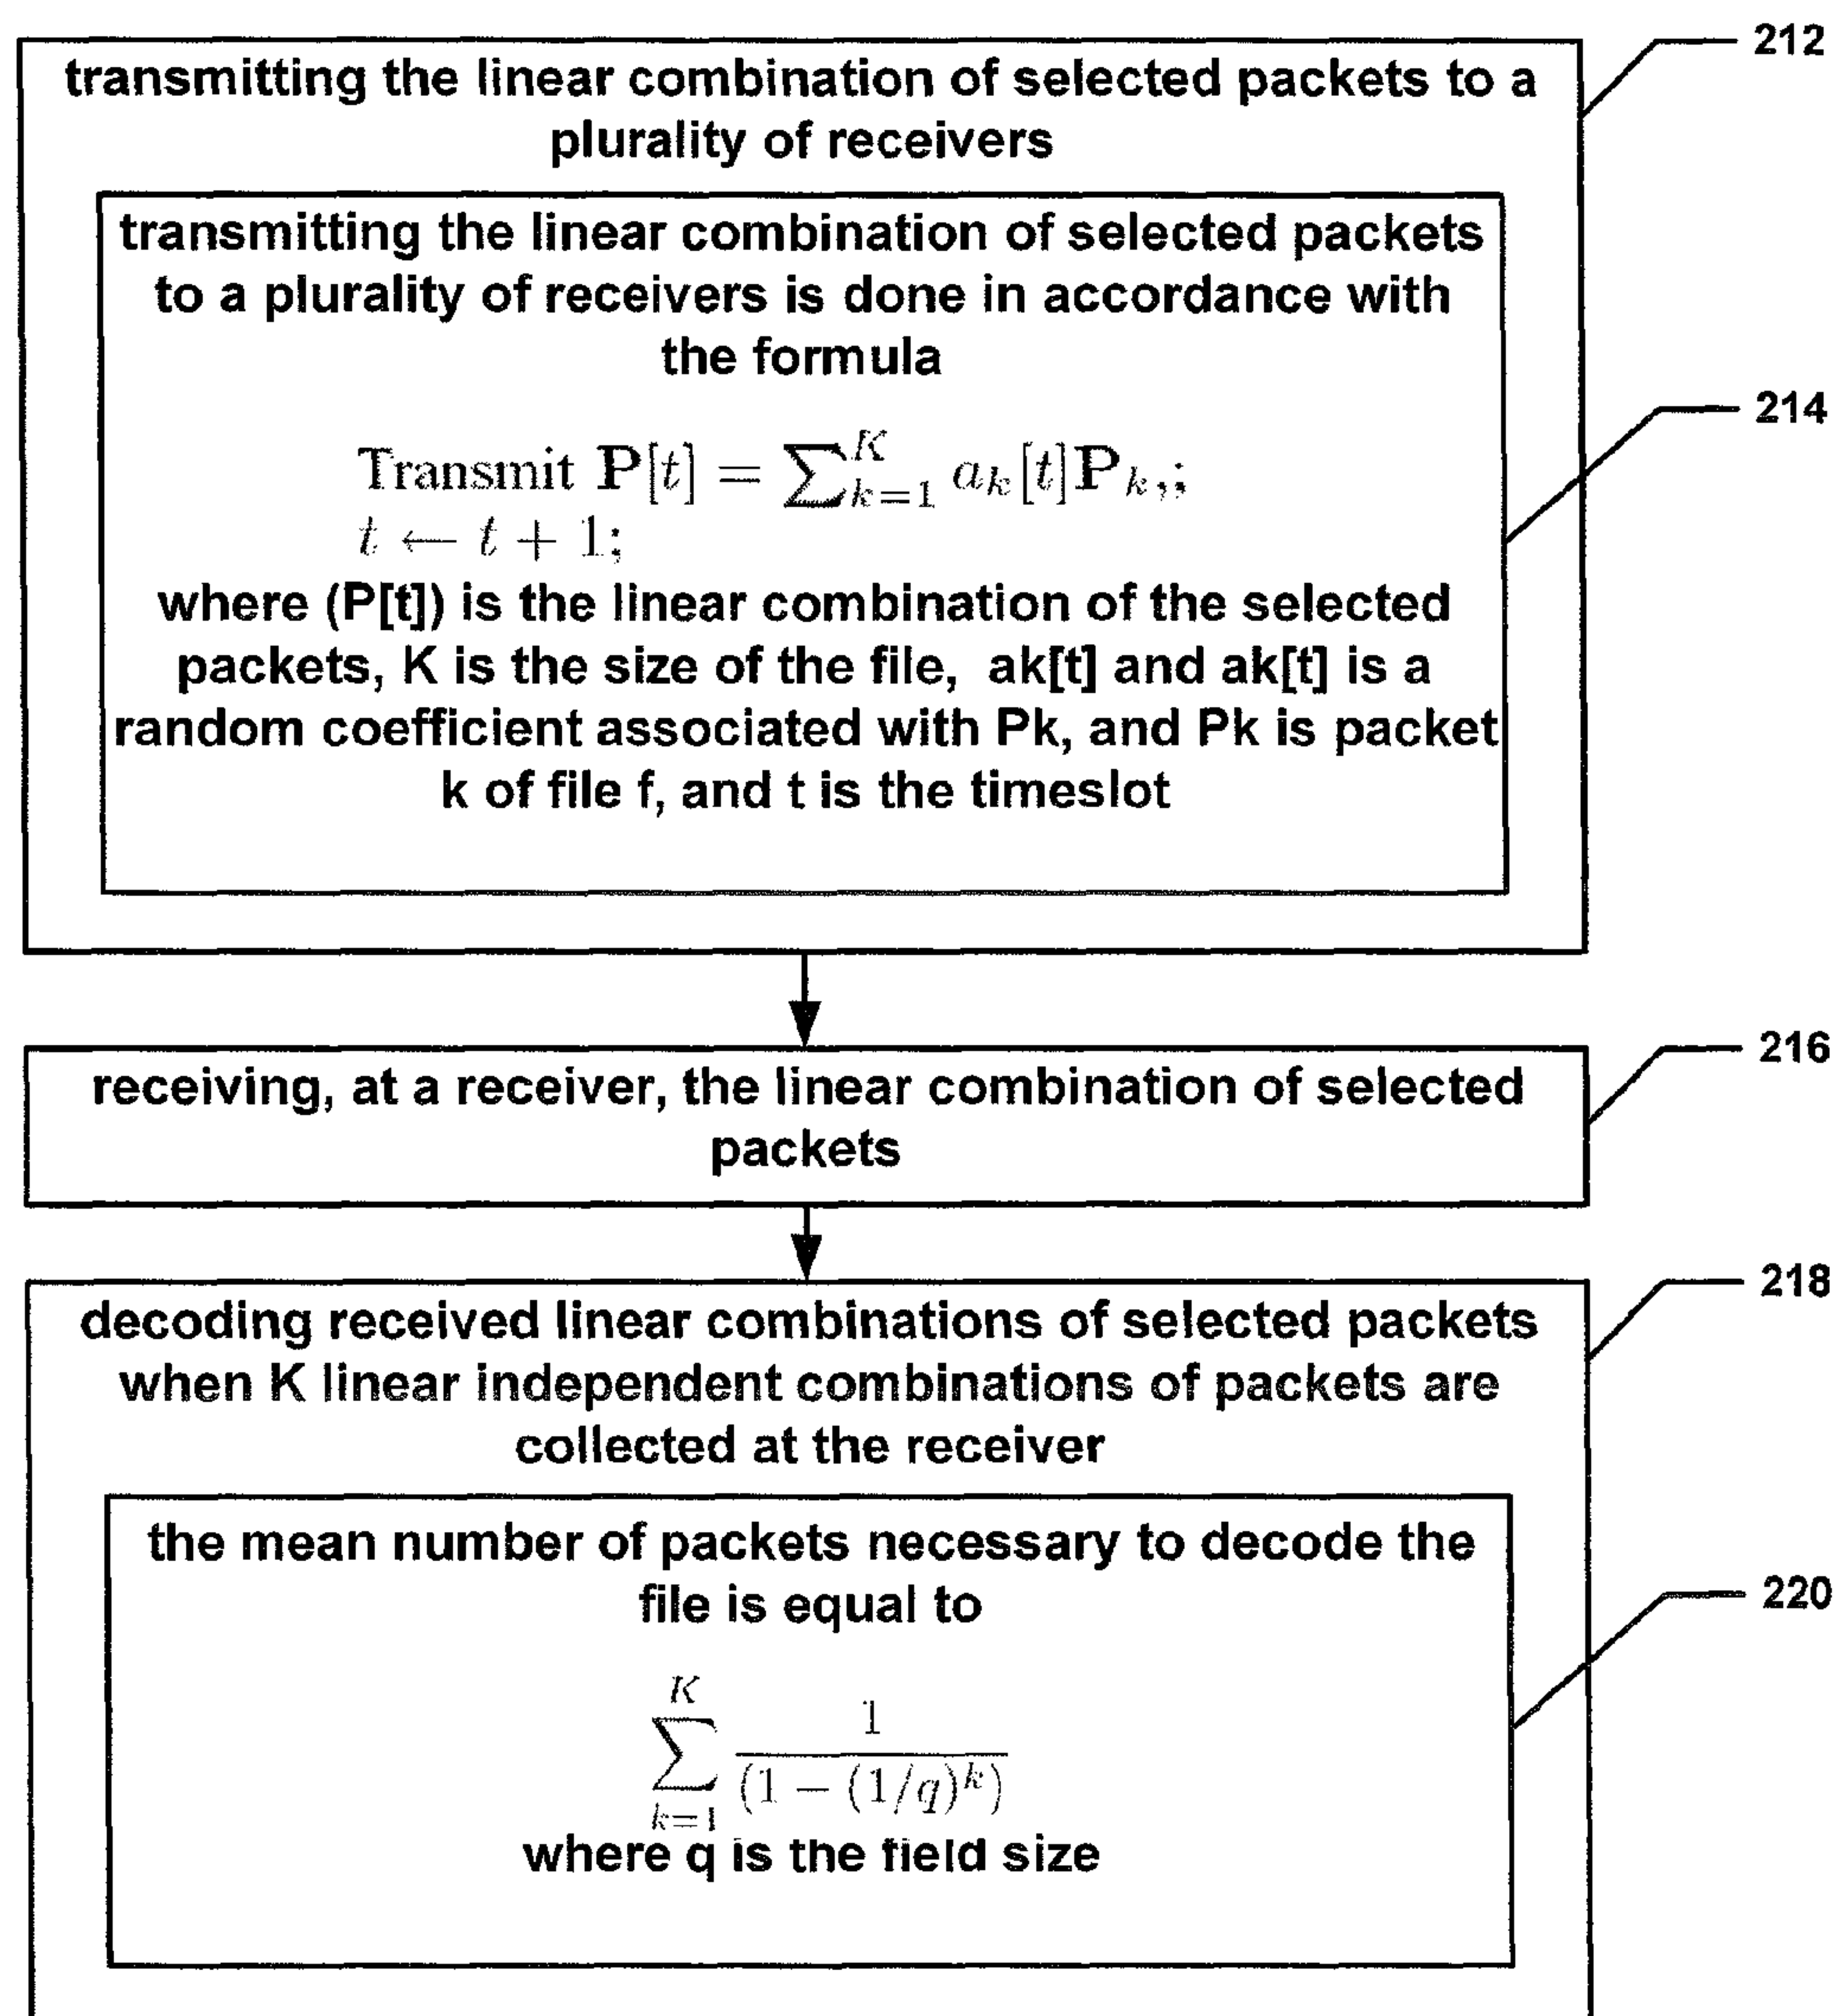 212
transmitting the linear combination of selected packets to a
plurality of receivers
transmitting the linear combination of selected packets
to a plurality of receivers is done in accordance with
the formula
214
Transmit P[t] = ∑_{k=1}^{K} a_k[t]P_k,;
t ← t + 1;
where (P[t]) is the linear combination of the selected
packets, K is the size of the file, ak[t] and ak[t] is a
random coefficient associated with Pk, and Pk is packet
k of file f, and t is the timeslot
216
receiving, at a receiver, the linear combination of selected
packets
218
decoding received linear combinations of selected packets
when K linear independent combinations of packets are
collected at the receiver
the mean number of packets necessary to decode the
file is equal to
220
∑_{k=1}^{K} 1/(1 − (1/q)^k)
where q is the field size